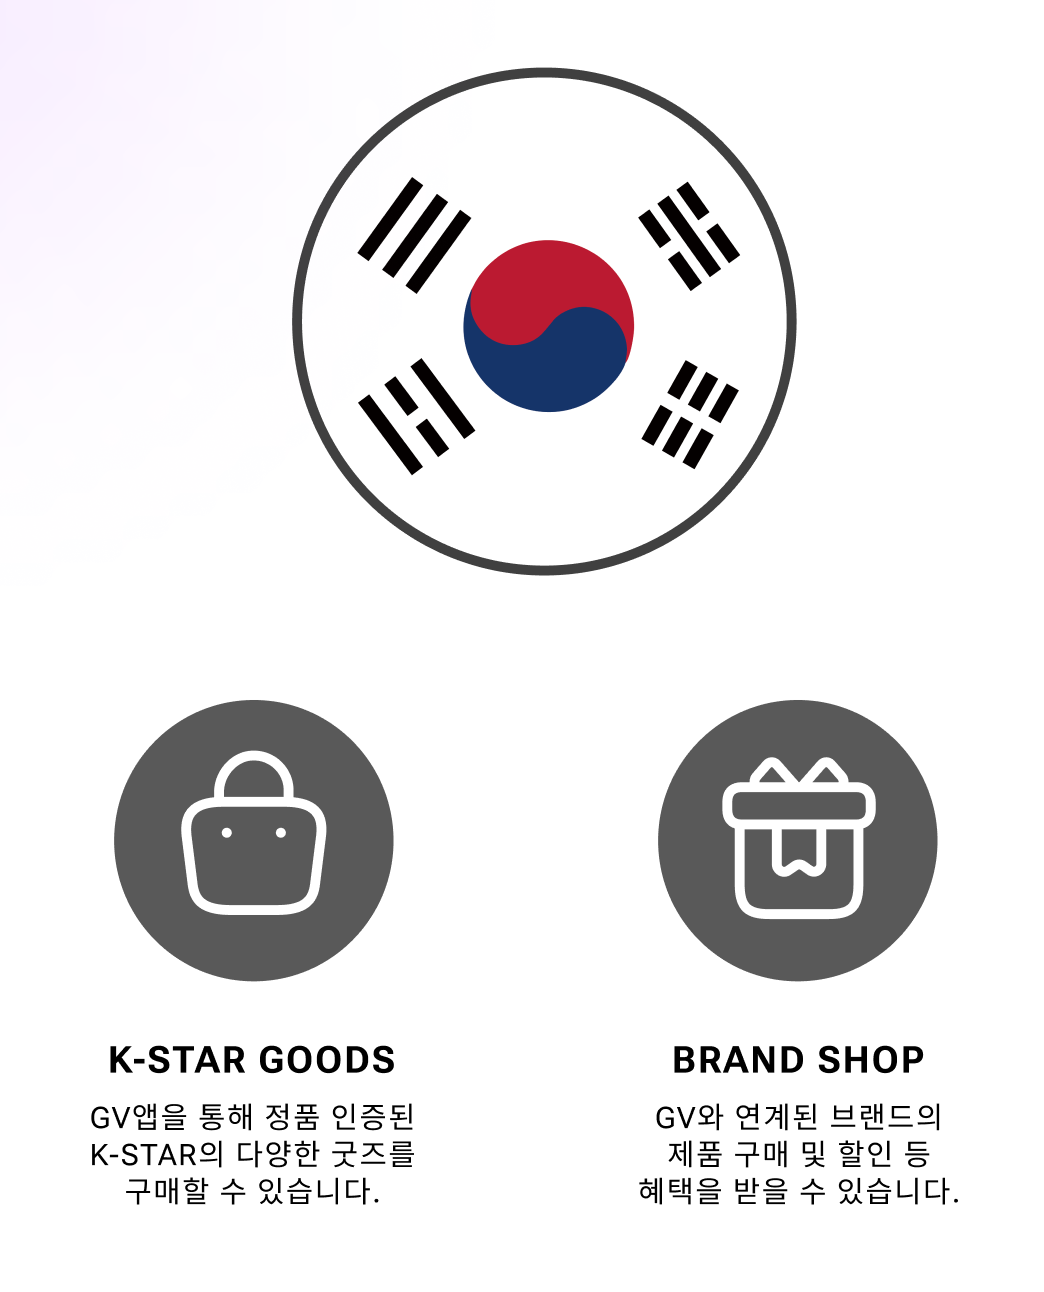 K-STAR GOODS
GV앱을 통해 정품 인증된
K-STAR의 다양한 굿즈를
구매할 수 있습니다.
BRAND SHOP
GV와 연계된 브랜드의
제품 구매 및 할인 등
혜택을 받을 수 있습니다.